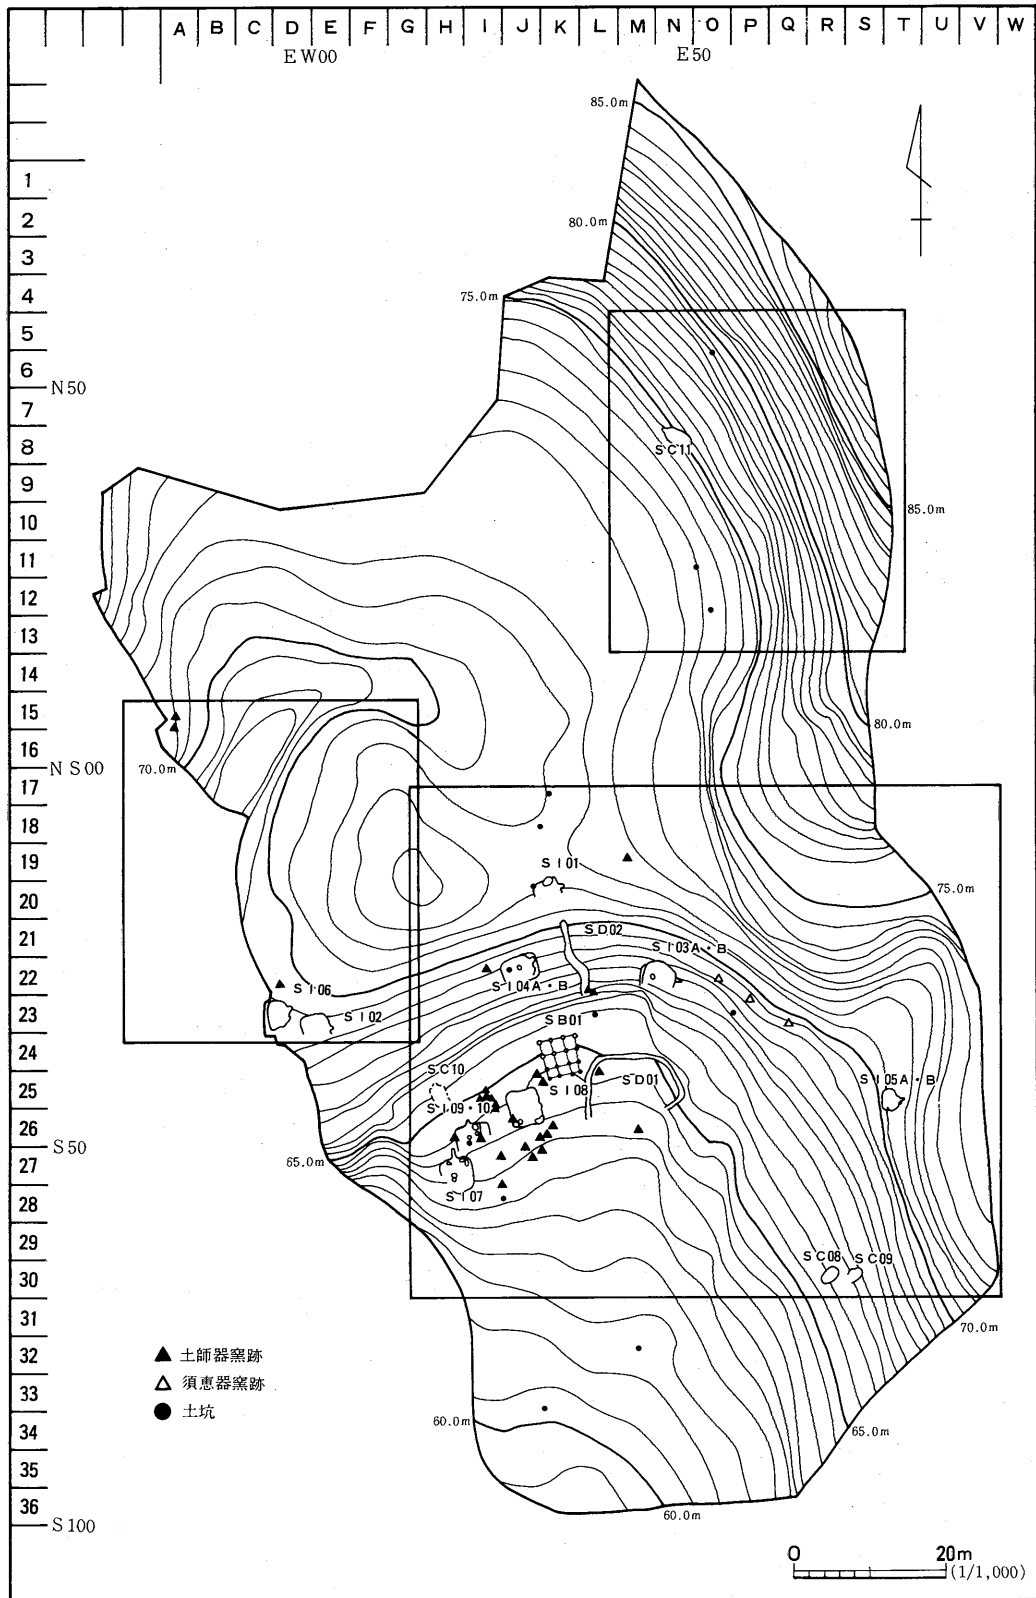 A B C D E F G H I J K L M N O P Q R S T U V W
EW00 E50
85.0m
1
2
80.0m
3
4
75.0m
5
6
N50
7
8
SC11
9
10
85.0m
11
12
13
14
15
80.0m
16
NS00
70.0m
17
18
19
SI01
20
75.0m
21
SD02
SI03A・B
22
SI04A・B
SI06
23
SI02
SB01
24
SC10
25
SI05A・B
SD01
SI08
SI09・10
26
S50
65.0m
27
SI07
28
29
SC08 SC09
30
31
70.0m
32
▲ 土師器窯跡
33
△ 須恵器窯跡
● 土坑
34
60.0m
65.0m
35
36
60.0m
S100
0 20m
(1/1,000)